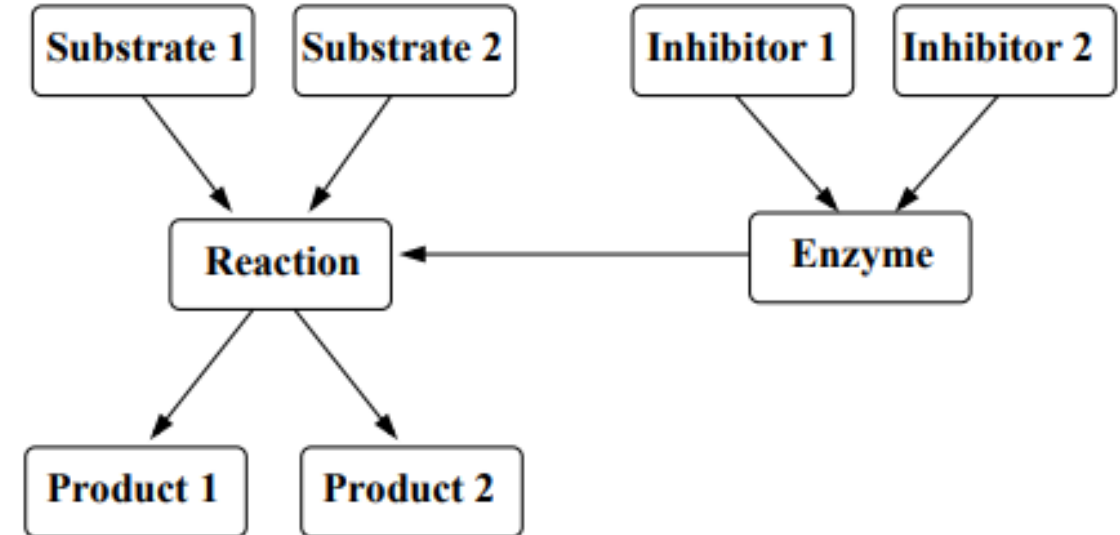 Substrate 1
Substrate 2
Inhibitor 1
Inhibitor 2
Reaction
Enzyme
Product 1
Product 2